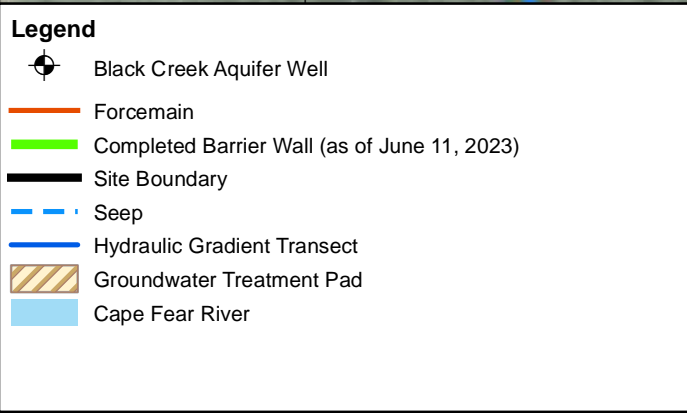 Legend
Black Creek Aquifer Well
Forcemain
Completed Barrier Wall (as of June 11, 2023)
Site Boundary
Seep
Hydraulic Gradient Transect
Groundwater Treatment Pad
Cape Fear River